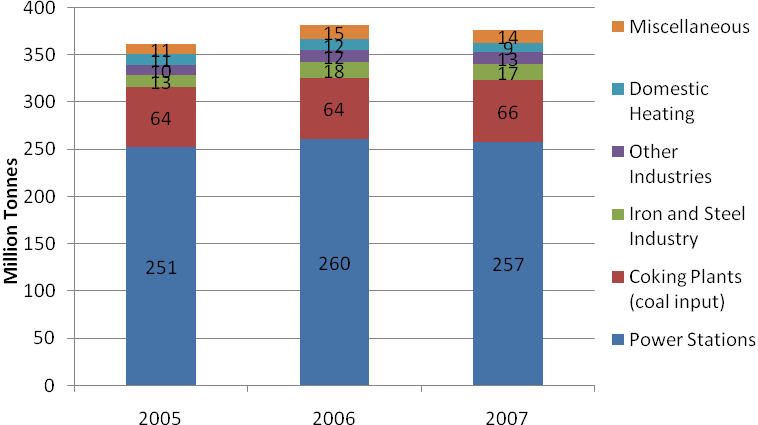 400
350
300
250
200
150
100
50
0
Million Tonnes
11
11
10
13
64
251
15
12
12
18
64
260
14
9
13
17
66
257
2005
2006
2007
Miscellaneous
Domestic
Heating
Other
Industries
Iron and Steel
Industry
Coking Plants
(coal input)
Power Stations